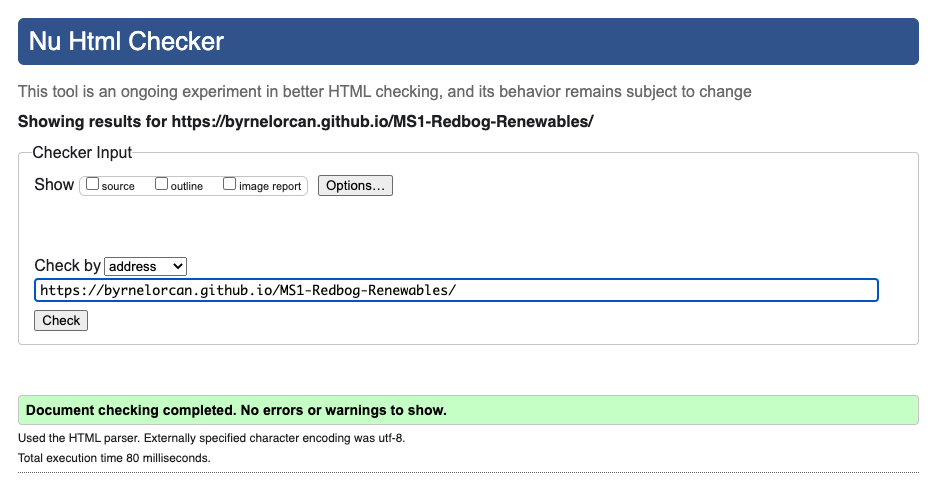 Nu Html Checker
This tool is an ongoing experiment in better HTML checking, and its behavior remains subject to change
Showing results for https://byrnelorcan.github.io/MS1-Redbog-Renewables/
Checker Input
Show source outline image report Options...
Check by address
https://byrnelorcan.github.io/MS1-Redbog-Renewables/
Check
Document checking completed. No errors or warnings to show.
Used the HTML parser. Externally specified character encoding was utf-8.
Total execution time 80 milliseconds.